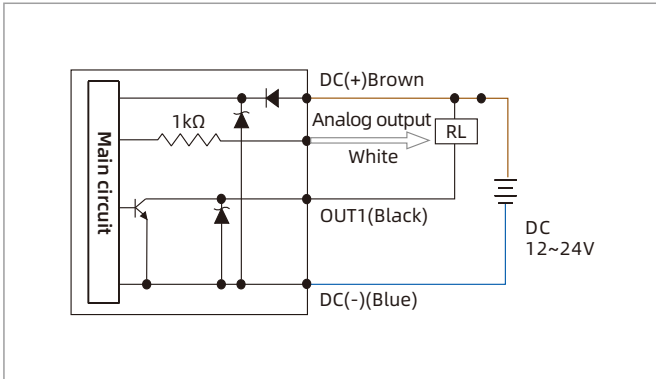 DC(+)Brown
1kΩ
Analog output
RL
White
Main circuit
OUT1(Black)
DC
12~24V
DC(-)(Blue)